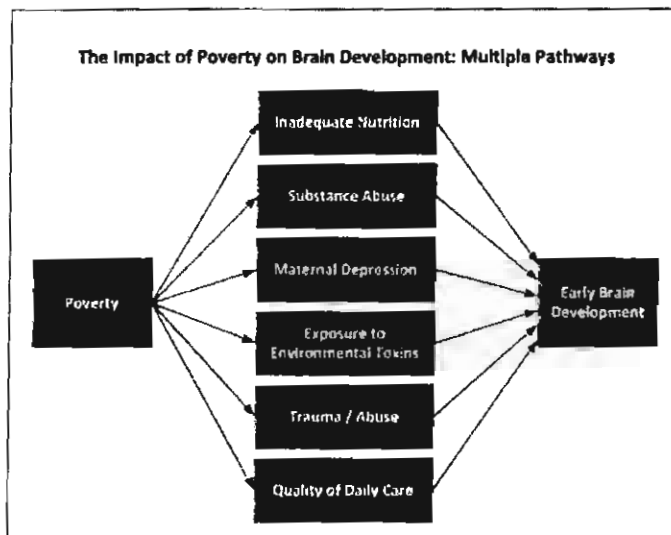 The Impact of Poverty on Brain Development: Multiple Pathways
Inadequate Nutrition
Substance Abuse
Maternal Depression
Poverty
Early Brain
Development
Exposure to
Environmental Toxins
Trauma / Abuse
Quality of Daily Care